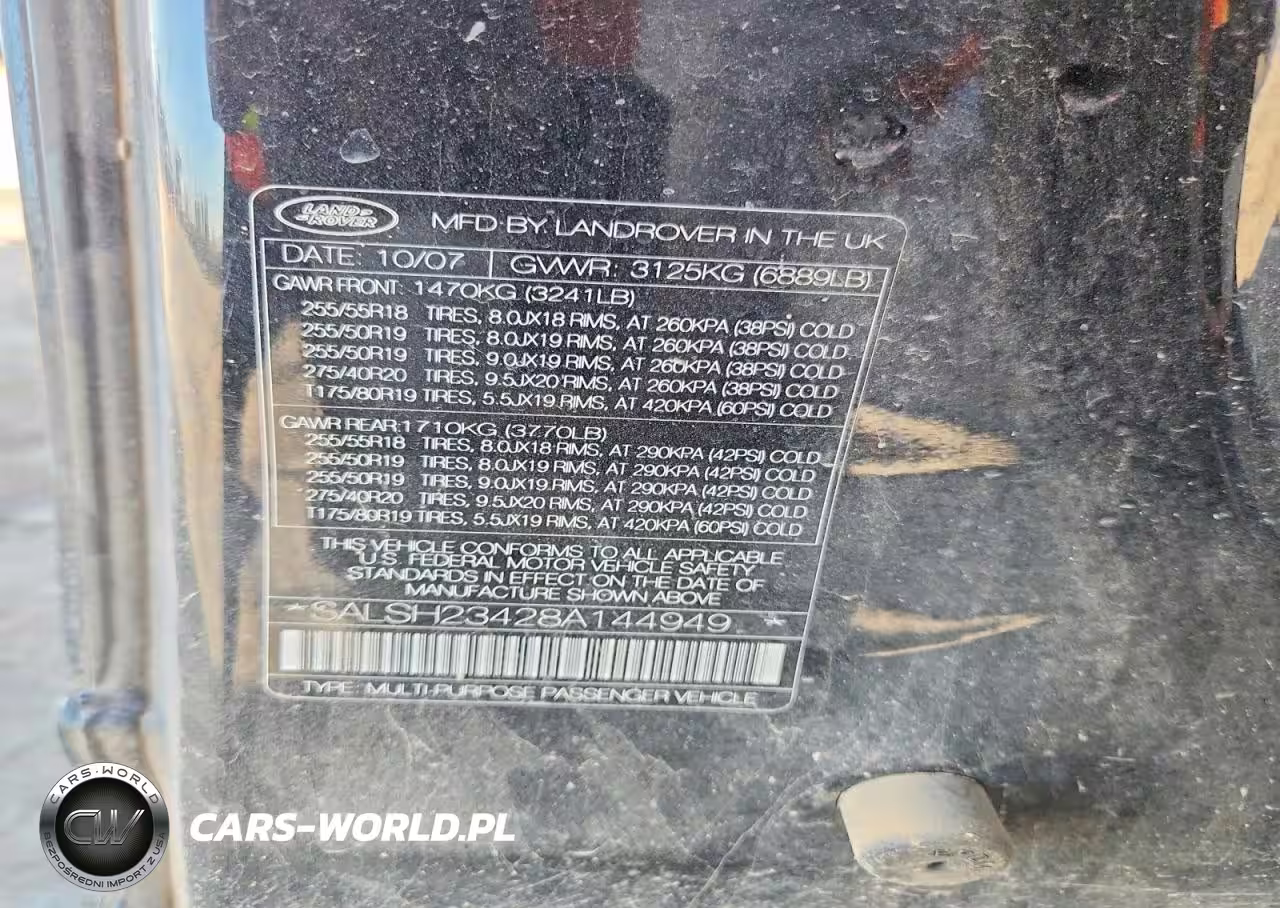 LAND ROVER
MFD BY LANDROVER IN THE UK
DATE: 10/07 GVWR: 3125KG (6889LB)
GAWR FRONT: 1470KG (3241LB)
255/55R18 TIRES, 8.0JX18 RIMS, AT 260KPA (38PSI) COLD
255/50R19 TIRES, 8.0JX19 RIMS, AT 260KPA (38PSI) COLD
255/50R19 TIRES, 9.0JX19 RIMS, AT 260KPA (38PSI) COLD
275/40R20 TIRES, 9.5JX20 RIMS, AT 260KPA (38PSI) COLD
T175/80R19 TIRES, 5.5JX19 RIMS, AT 420KPA (60PSI) COLD
GAWR REAR:1710KG (3770LB)
255/55R18 TIRES, 8.0JX18 RIMS, AT 290KPA (42PSI) COLD
255/50R19 TIRES, 8.0JX19 RIMS, AT 290KPA (42PSI) COLD
255/50R19 TIRES, 9.0JX19 RIMS, AT 290KPA (42PSI) COLD
275/40R20 TIRES, 9.5JX20 RIMS, AT 290KPA (42PSI) COLD
T175/80R19 TIRES, 5.5JX19 RIMS, AT 420KPA (60PSI) COLD
THIS VEHICLE CONFORMS TO ALL APPLICABLE
U.S. FEDERAL MOTOR VEHICLE SAFETY
STANDARDS IN EFFECT ON THE DATE OF
MANUFACTURE SHOWN ABOVE
*SALSH23428A144949 *
TYPE: MULTI-PURPOSE PASSENGER VEHICLE
CARS-WORLD
CW
BEZPOŚREDNI IMPORT Z USA
CARS-WORLD.PL